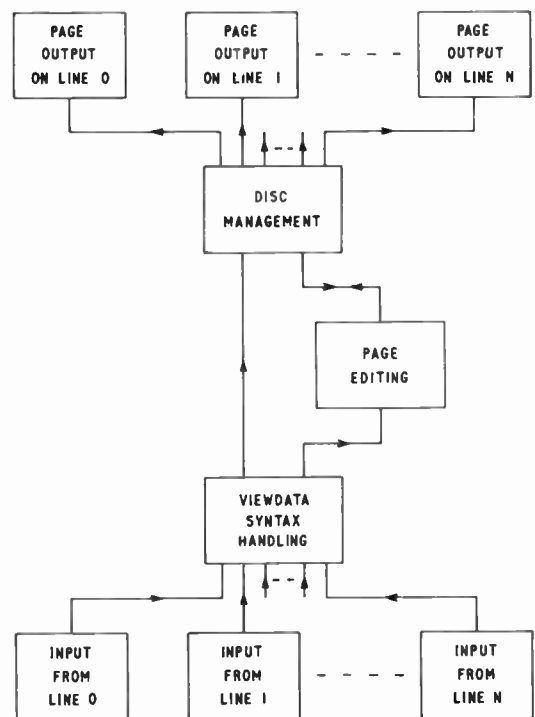 PAGE
OUTPUT
ON LINE 0
PAGE
OUTPUT
ON LINE 1
PAGE
OUTPUT
ON LINE N
DISC
MANAGEMENT
PAGE
EDITING
VIEWDATA
SYNTAX
HANDLING
INPUT
FROM
LINE 0
INPUT
FROM
LINE 1
INPUT
FROM
LINE N